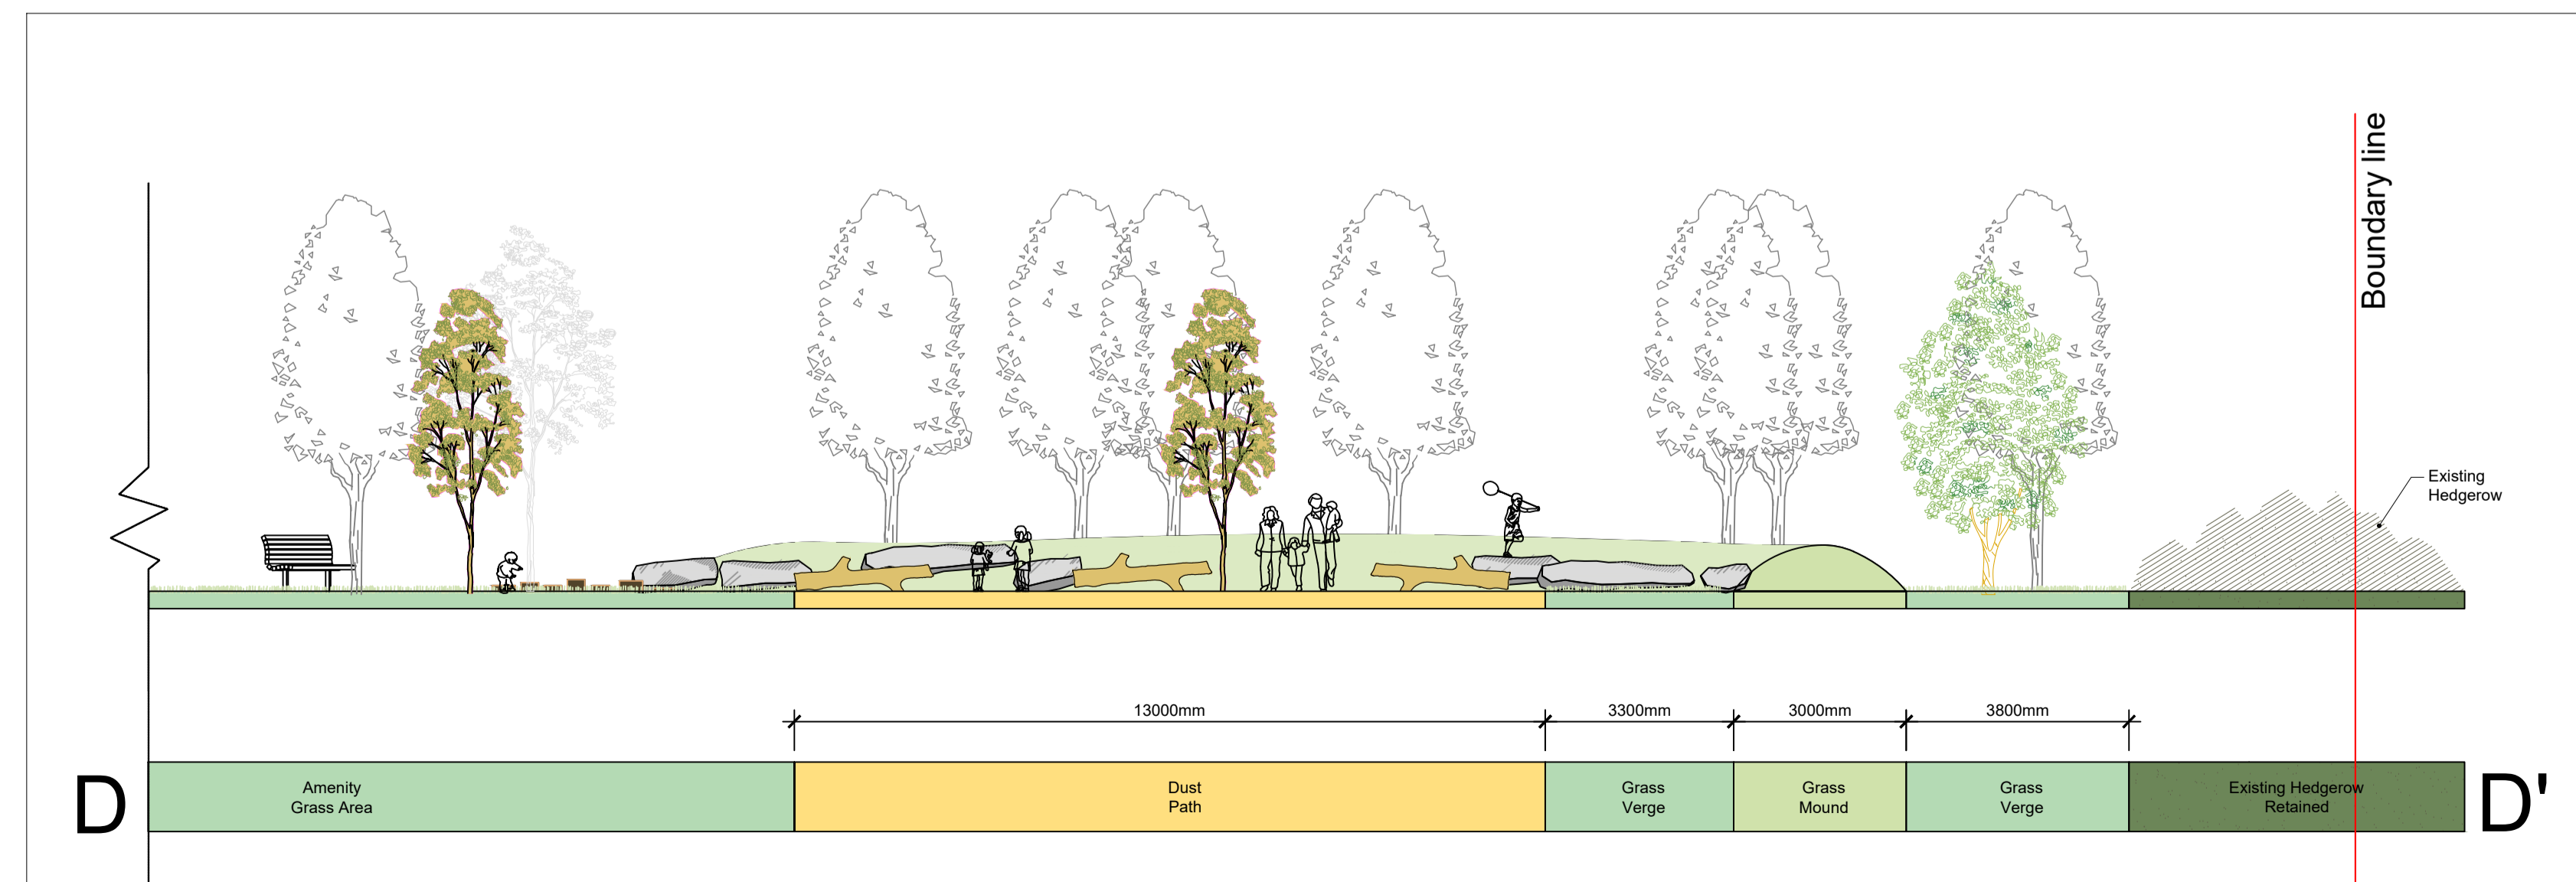 Boundary line
Existing
Hedgerow
13000mm
3300mm
3000mm
3800mm
D
Amenity
Grass Area
Dust
Path
Grass
Verge
Grass
Mound
Grass
Verge
Existing Hedgerow
Retained
D'